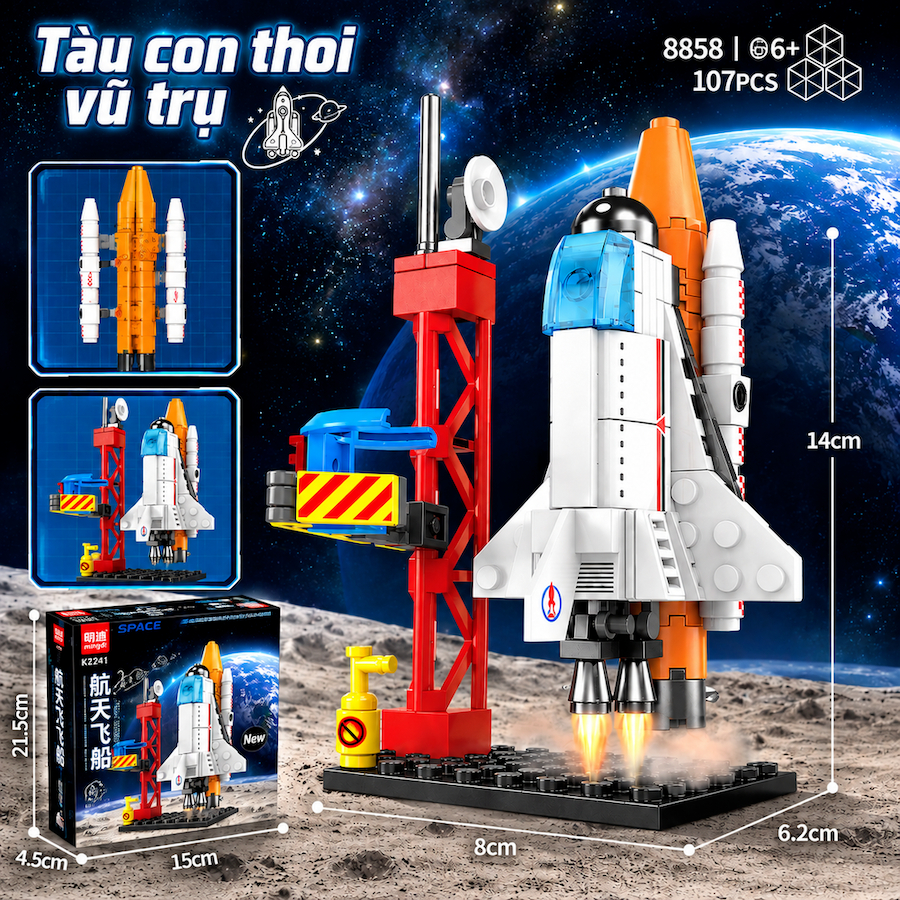 Tàu con thoi
vũ trụ
8858 | 6+
107PCS
14cm
6.2cm
8cm
21.5cm
4.5cm
15cm
明迪
mingdi
SPACE
K2241
航天飞船
New